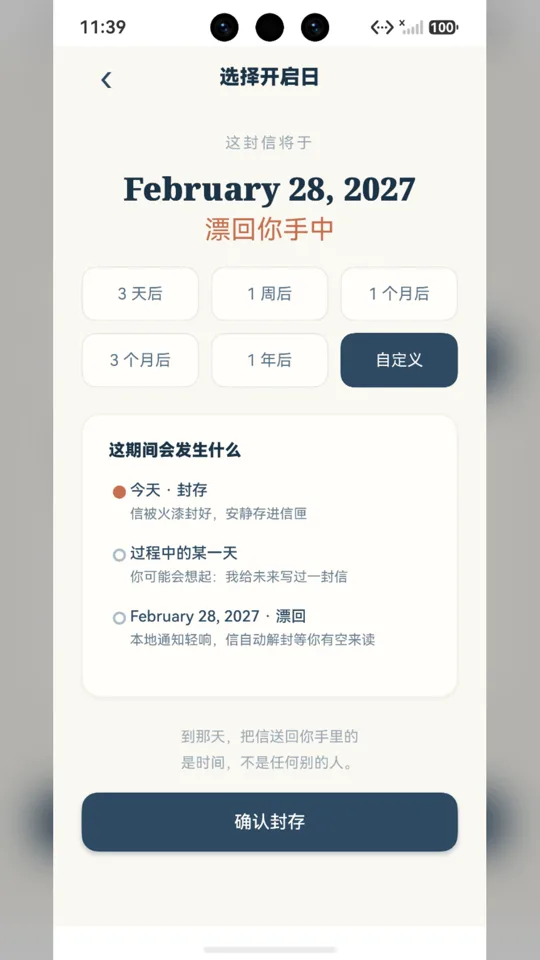 11:39
100
选择开启日
这封信将于
February 28, 2027
漂回你手中
3 天后
1 周后
1 个月后
3 个月后
1 年后
自定义
这期间会发生什么
今天 · 封存
信被火漆封好，安静存进信匣
过程中的某一天
你可能会想起：我给未来写过一封信
February 28, 2027 · 漂回
本地通知轻响，信自动解封等你有空来读
到那天，把信送回你手里的
是时间，不是任何别的人。
确认封存